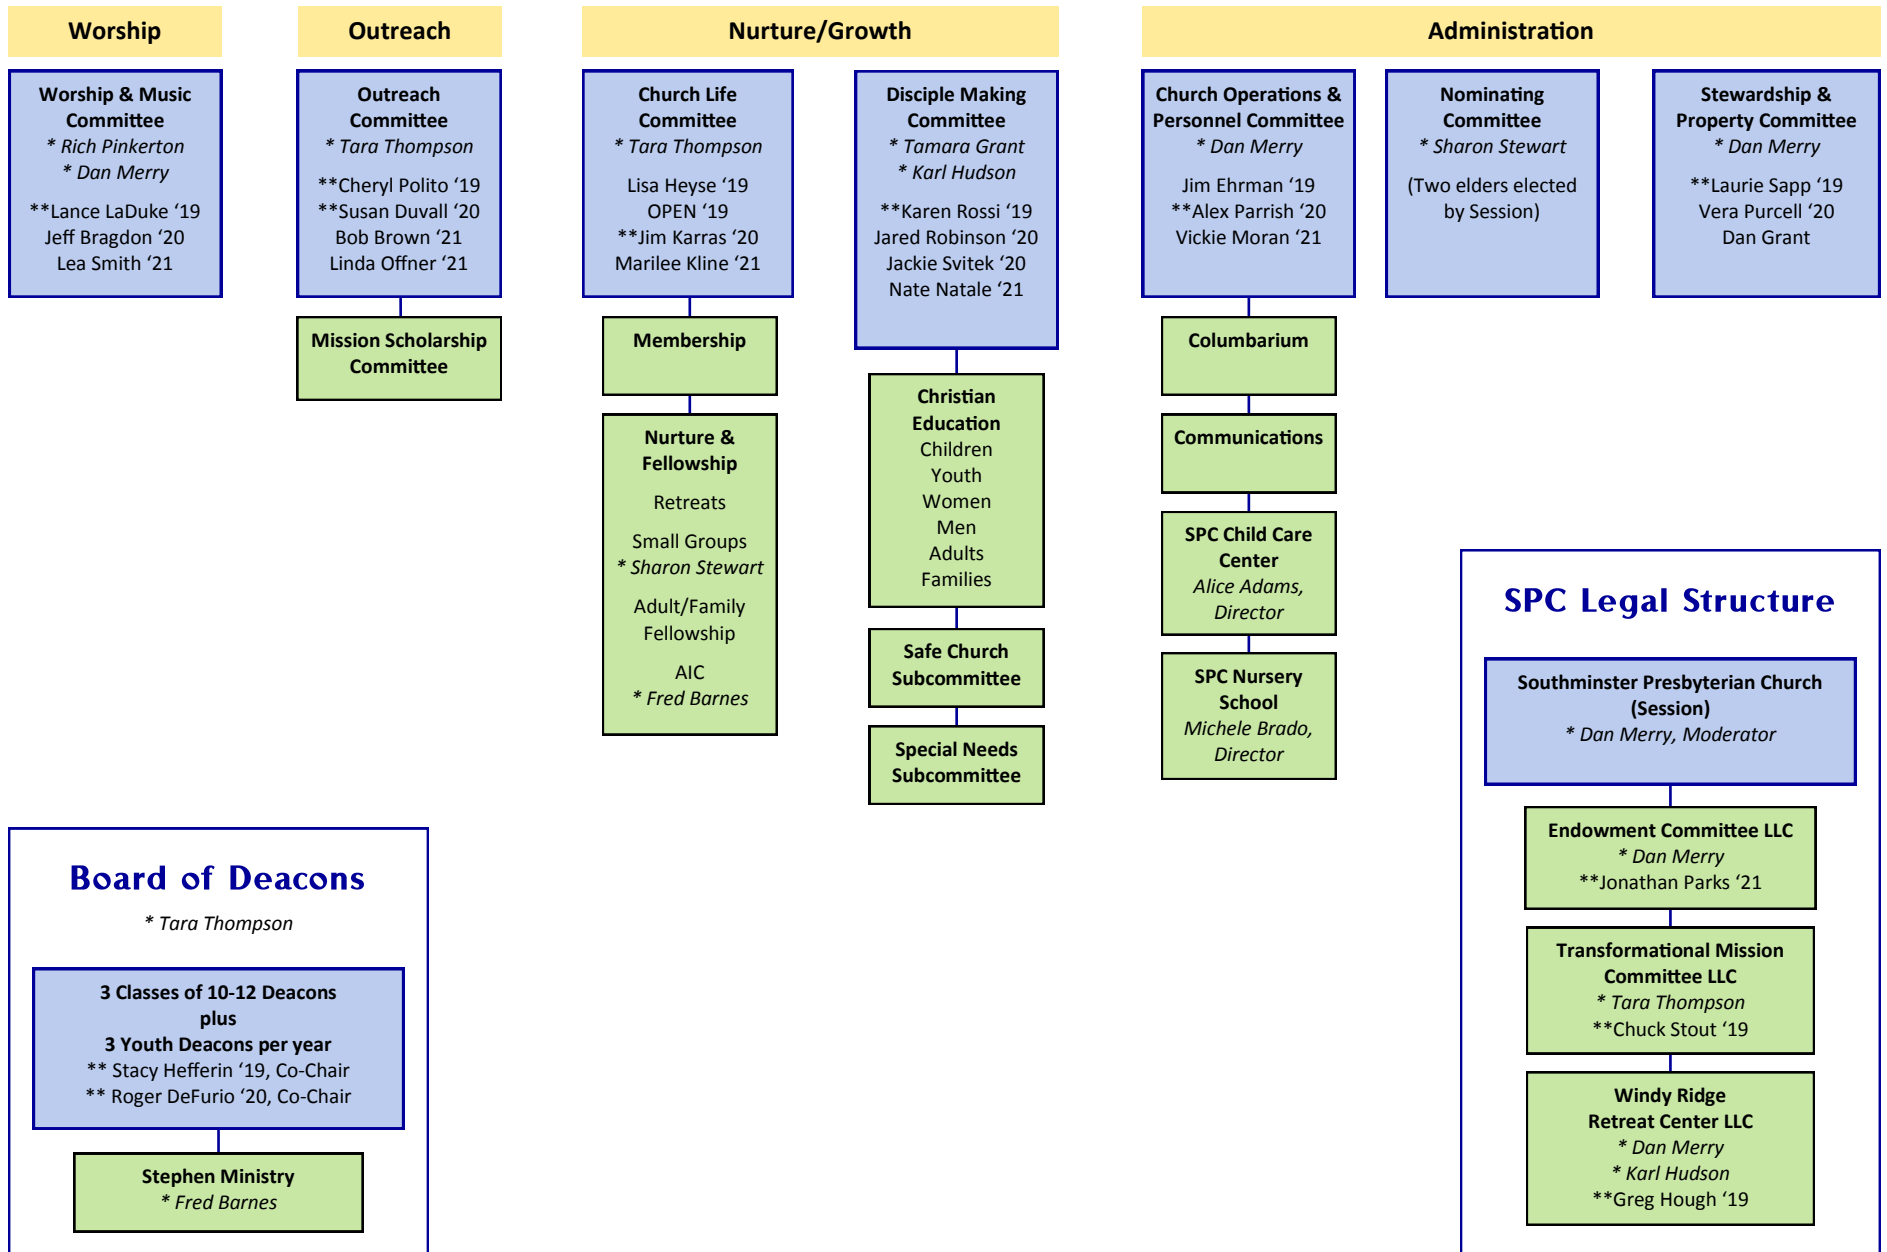 Worship
Outreach
Nurture/Growth
Administration
Worship & Music
Committee
* Rich Pinkerton
* Dan Merry
**Lance LaDuke ‘19
Jeff Bragdon ‘20
Lea Smith ‘21
Outreach
Committee
* Tara Thompson
**Cheryl Polito ‘19
**Susan Duvall ‘20
Bob Brown ‘21
Linda Offner ‘21
Mission Scholarship
Committee
Church Life
Committee
* Tara Thompson
Lisa Heyse ‘19
OPEN ‘19
**Jim Karras ‘20
Marilee Kline ‘21
Membership
Nurture &
Fellowship
Retreats
Small Groups
* Sharon Stewart
Adult/Family
Fellowship
AIC
* Fred Barnes
Disciple Making
Committee
* Tamara Grant
* Karl Hudson
**Karen Rossi ‘19
Jared Robinson ‘20
Jackie Svitek ‘20
Nate Natale ‘21
Christian
Education
Children
Youth
Women
Men
Adults
Families
Safe Church
Subcommittee
Special Needs
Subcommittee
Church Operations &
Personnel Committee
* Dan Merry
Jim Ehrman ‘19
**Alex Parrish ‘20
Vickie Moran ‘21
Columbarium
Communications
SPC Child Care
Center
Alice Adams,
Director
SPC Nursery
School
Michele Brado,
Director
Nominating
Committee
* Sharon Stewart
(Two elders elected
by Session)
Stewardship &
Property Committee
* Dan Merry
**Laurie Sapp ‘19
Vera Purcell ‘20
Dan Grant
Board of Deacons
* Tara Thompson
3 Classes of 10-12 Deacons
plus
3 Youth Deacons per year
** Stacy Hefferin ‘19, Co-Chair
** Roger DeFurio ‘20, Co-Chair
Stephen Ministry
* Fred Barnes
SPC Legal Structure
Southminster Presbyterian Church
(Session)
* Dan Merry, Moderator
Endowment Committee LLC
* Dan Merry
**Jonathan Parks ‘21
Transformational Mission
Committee LLC
* Tara Thompson
**Chuck Stout ‘19
Windy Ridge
Retreat Center LLC
* Dan Merry
* Karl Hudson
**Greg Hough ‘19